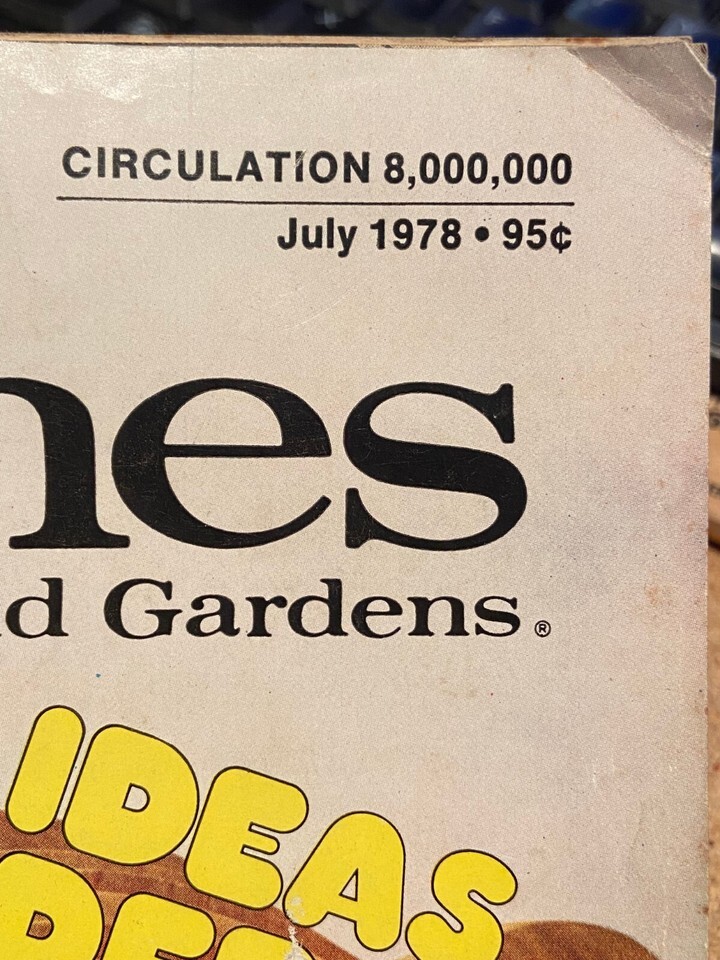 CIRCULATION 8,000,000
July 1978 • 95¢
nes
d Gardens®
IDEAS